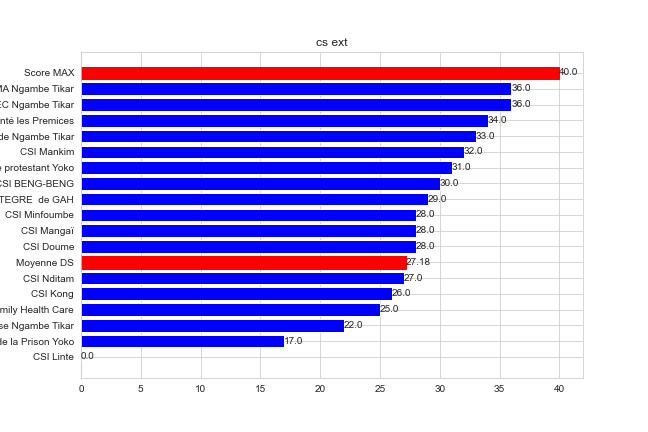 cs ext
Score MAX 40.0
MA Ngambe Tikar 36.0
EC Ngambe Tikar 36.0
nté les Premices 34.0
de Ngambe Tikar 33.0
CSI Mankim 32.0
e protestant Yoko 31.0
CSI BENG-BENG 30.0
TEGRE de GAH 29.0
CSI Minfoumbe 28.0
CSI Mangaï 28.0
CSI Doume 28.0
Moyenne DS 27.18
CSI Nditam 27.0
CSI Kong 26.0
mily Health Care 25.0
se Ngambe Tikar 22.0
de la Prison Yoko 17.0
CSI Linte 0.0
0 5 10 15 20 25 30 35 40